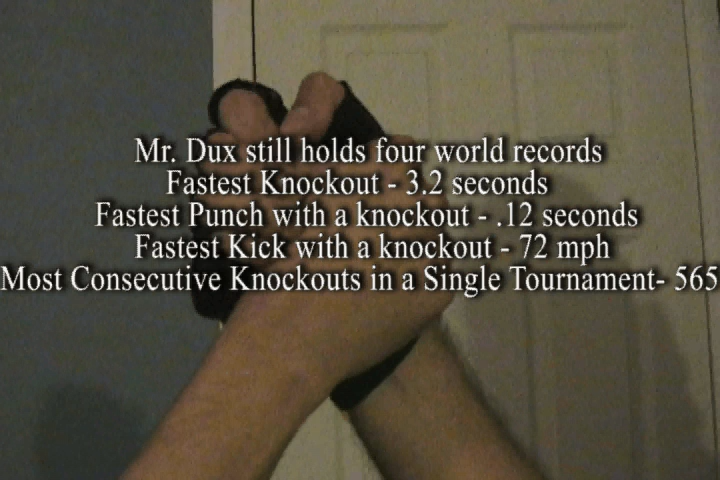 Mr. Dux still holds four world records
Fastest Knockout - 3.2 seconds
Fastest Punch with a knockout - .12 seconds
Fastest Kick with a knockout - 72 mph
Most Consecutive Knockouts in a Single Tournament- 565